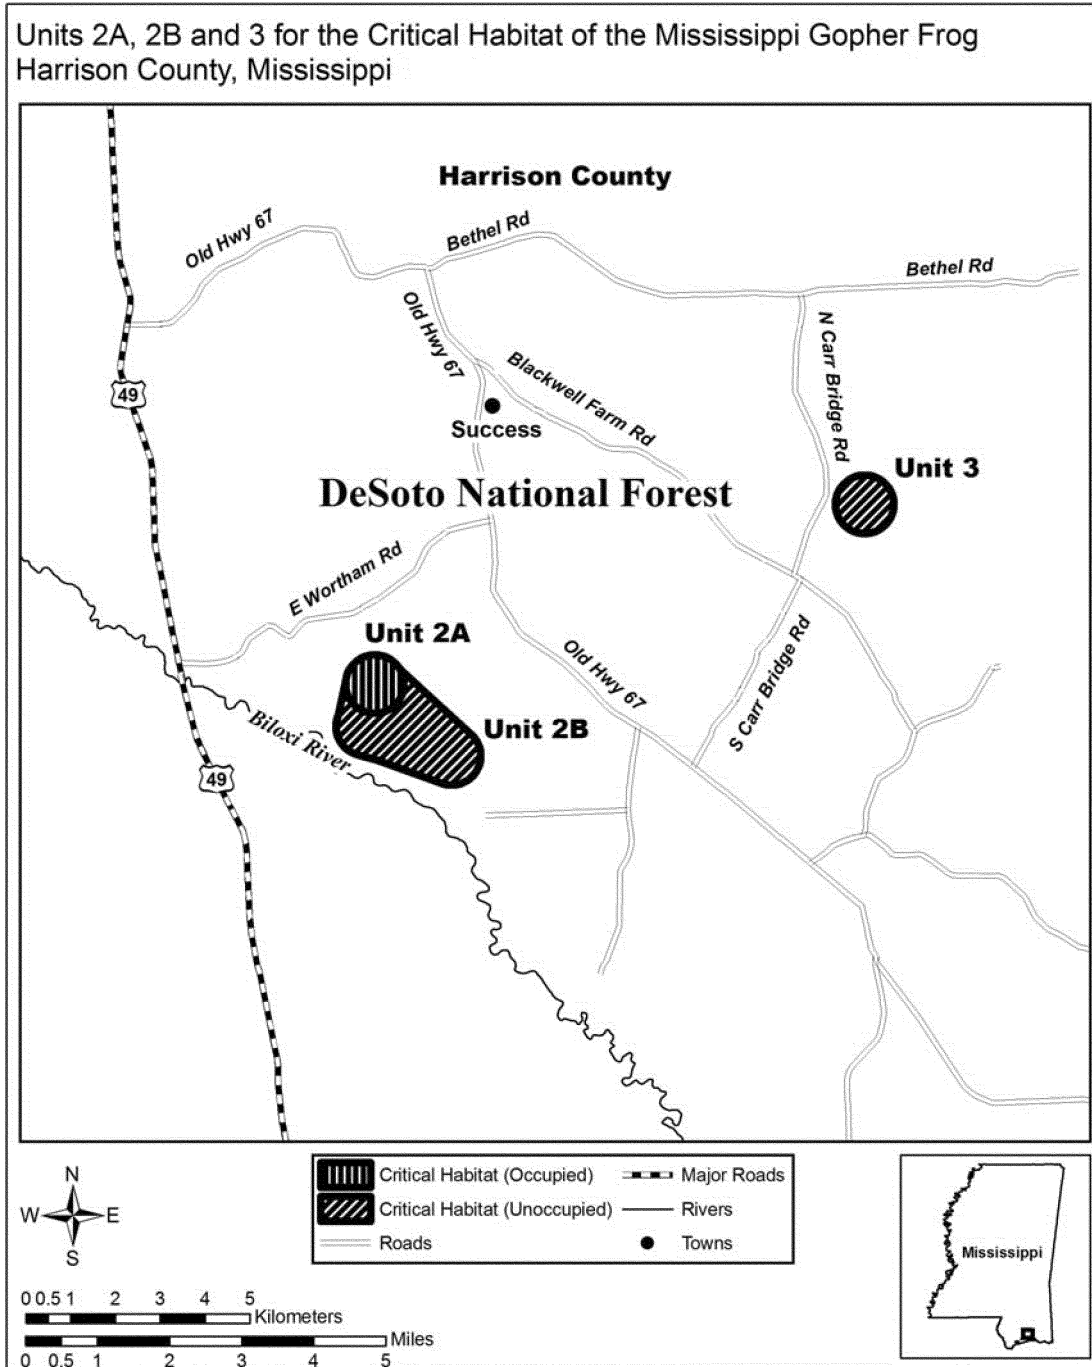 Units 2A, 2B and 3 for the Critical Habitat of the Mississippi Gopher Frog
Harrison County, Mississippi
Harrison County
Old Hwy 67
Bethel Rd
Bethel Rd
Old Hwy 67
N Carr Bridge Rd
Blackwell Farm Rd
49
Success
Unit 3
DeSoto National Forest
E Wortham Rd
Unit 2A
Old Hwy 67
S Carr Bridge Rd
Biloxi River
Unit 2B
49
N
W E
S
Critical Habitat (Occupied)
Major Roads
Critical Habitat (Unoccupied)
Rivers
Roads
Towns
Mississippi
0 0.5 1 2 3 4 5
Kilometers
Miles
0 0.5 1 2 3 4 5